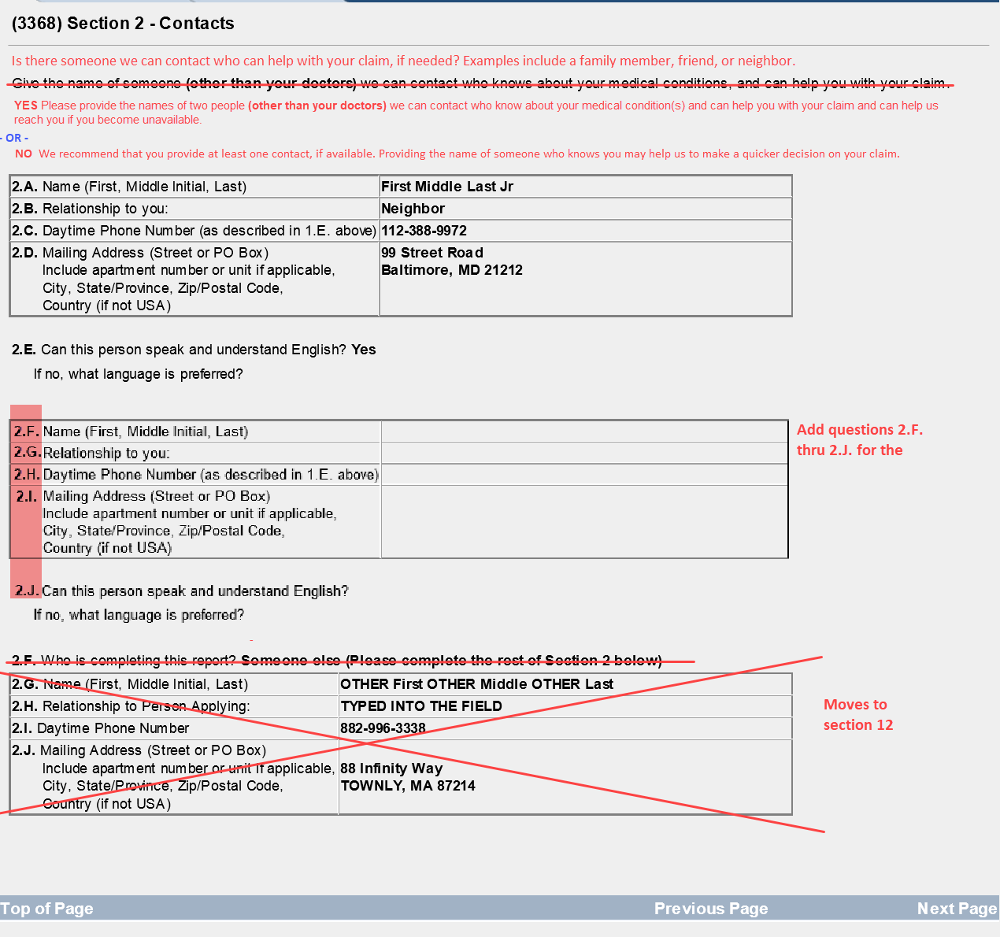 (3368) Section 2 - Contacts
Is there someone we can contact who can help with your claim, if needed? Examples include a family member, friend, or neighbor.
Give the name of someone (other than your doctors) we can contact who knows about your medical conditions, and can help you with your claim.
YES Please provide the names of two people (other than your doctors) we can contact who know about your medical condition(s) and can help you with your claim and can help us
reach you if you become unavailable.
- OR -
NO We recommend that you provide at least one contact, if available. Providing the name of someone who knows you may help us to make a quicker decision on your claim.
2.A. Name (First, Middle Initial, Last) First Middle Last Jr
2.B. Relationship to you: Neighbor
2.C. Daytime Phone Number (as described in 1.E. above) 112-388-9972
2.D. Mailing Address (Street or PO Box) 99 Street Road
Include apartment number or unit if applicable, Baltimore, MD 21212
City, State/Province, Zip/Postal Code,
Country (if not USA)
2.E. Can this person speak and understand English? Yes
If no, what language is preferred?
2.F. Name (First, Middle Initial, Last)
Add questions 2.F.
2.G. Relationship to you:
thru 2.J. for the
2.H. Daytime Phone Number (as described in 1.E. above)
2.I. Mailing Address (Street or PO Box)
Include apartment number or unit if applicable,
City, State/Province, Zip/Postal Code,
Country (if not USA)
2.J. Can this person speak and understand English?
If no, what language is preferred?
2.F. Who is completing this report? Someone else (Please complete the rest of Section 2 below)
2.G. Name (First, Middle Initial, Last) OTHER First OTHER Middle OTHER Last
2.H. Relationship to Person Applying: TYPED INTO THE FIELD
Moves to
section 12
2.I. Daytime Phone Number 882-996-3338
2.J. Mailing Address (Street or PO Box)
Include apartment number or unit if applicable, 88 Infinity Way
City, State/Province, Zip/Postal Code, TOWNLY, MA 87214
Country (if not USA)
Top of Page Previous Page Next Page